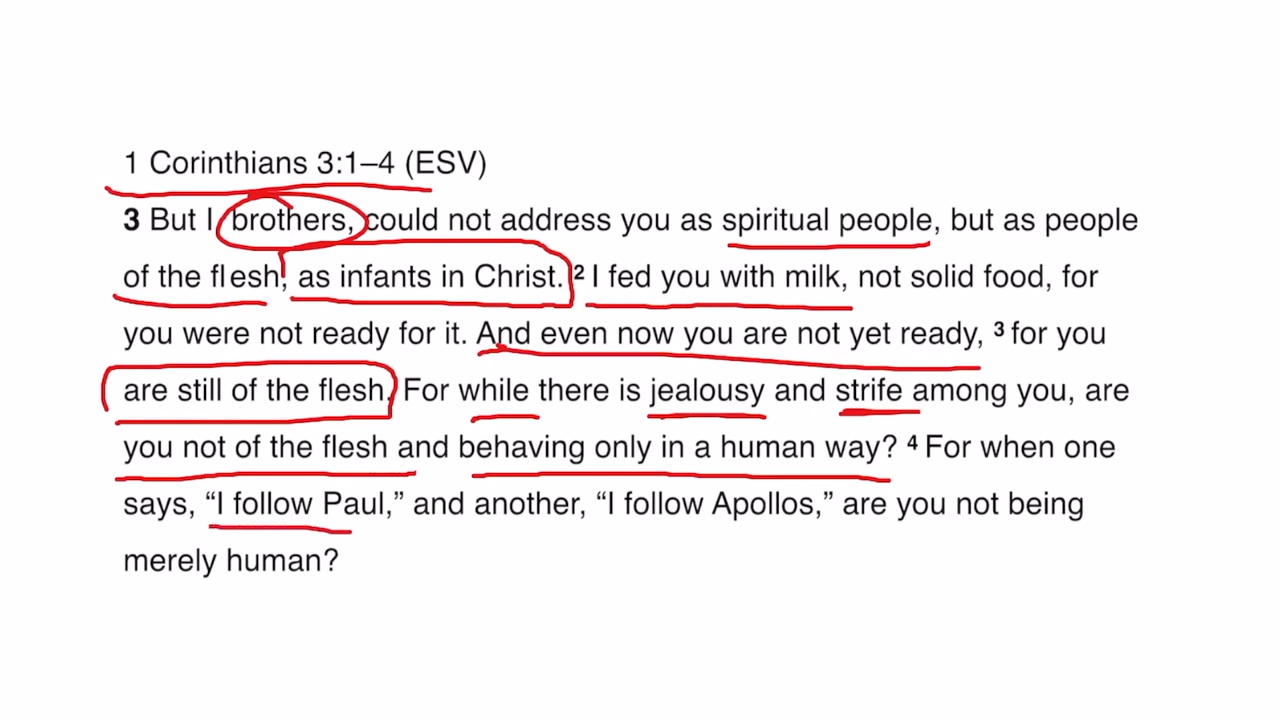 1 Corinthians 3:1–4 (ESV)
3 But I, brothers, could not address you as spiritual people, but as people
of the flesh, as infants in Christ. 2 I fed you with milk, not solid food, for
you were not ready for it. And even now you are not yet ready, 3 for you
are still of the flesh. For while there is jealousy and strife among you, are
you not of the flesh and behaving only in a human way? 4 For when one
says, “I follow Paul,” and another, “I follow Apollos,” are you not being
merely human?